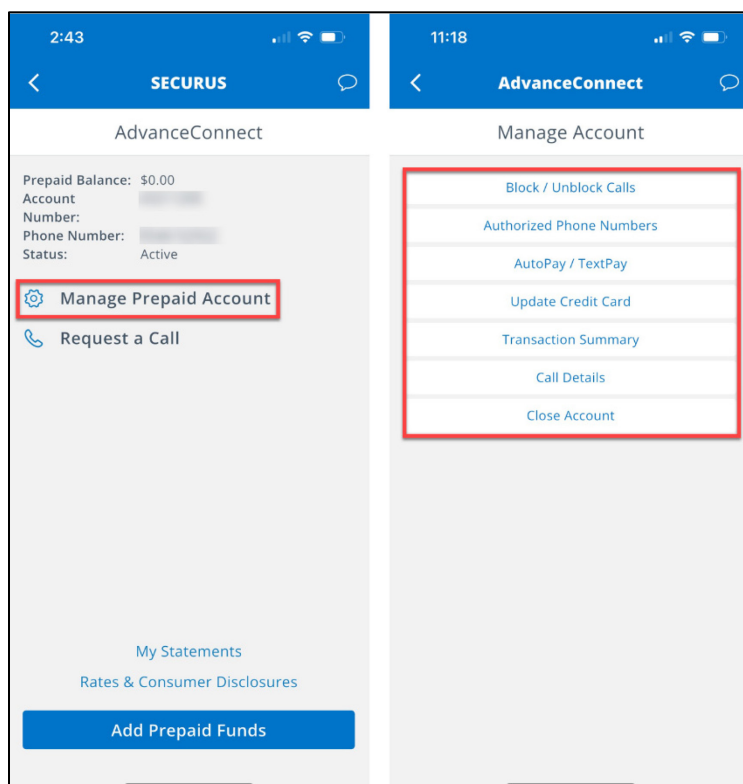 2:43
SECURUS
AdvanceConnect
Prepaid Balance: $0.00
Account
Number:
Phone Number:
Status: Active
Manage Prepaid Account
Request a Call
My Statements
Rates & Consumer Disclosures
Add Prepaid Funds
11:18
AdvanceConnect
Manage Account
Block / Unblock Calls
Authorized Phone Numbers
AutoPay / TextPay
Update Credit Card
Transaction Summary
Call Details
Close Account